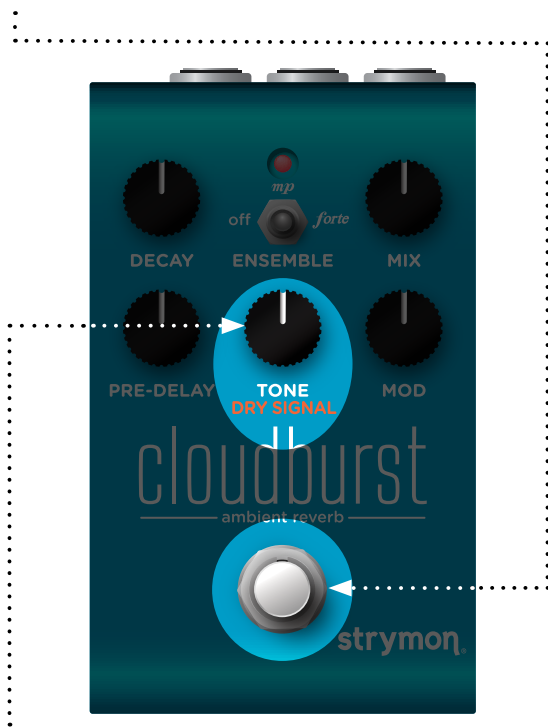 mp
off forte
DECAY ENSEMBLE MIX
PRE-DELAY TONE MOD
DRY SIGNAL
cloudburst
ambient reverb
strymon®